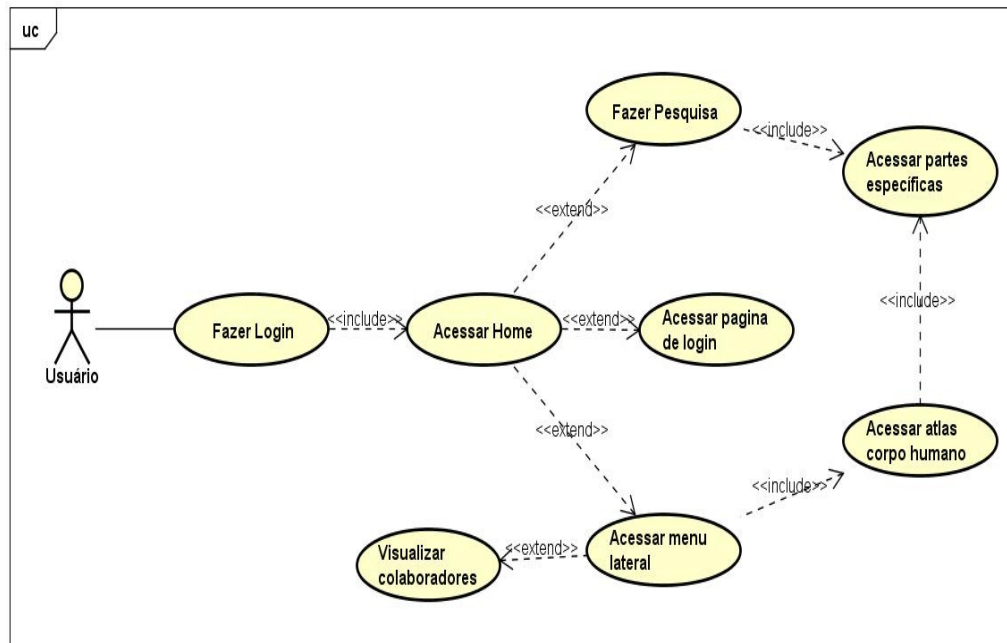 uc
Fazer Pesquisa
<<include>>
Acessar partes
específicas
<<extend>>
<<include>>
Fazer Login
<<include>>
Acessar Home
<<extend>>
Acessar pagina
de login
Usuário
Acessar atlas
corpo humano
<<extend>>
<<include>>
Acessar menu
lateral
<<extend>>
Visualizar
colaboradores